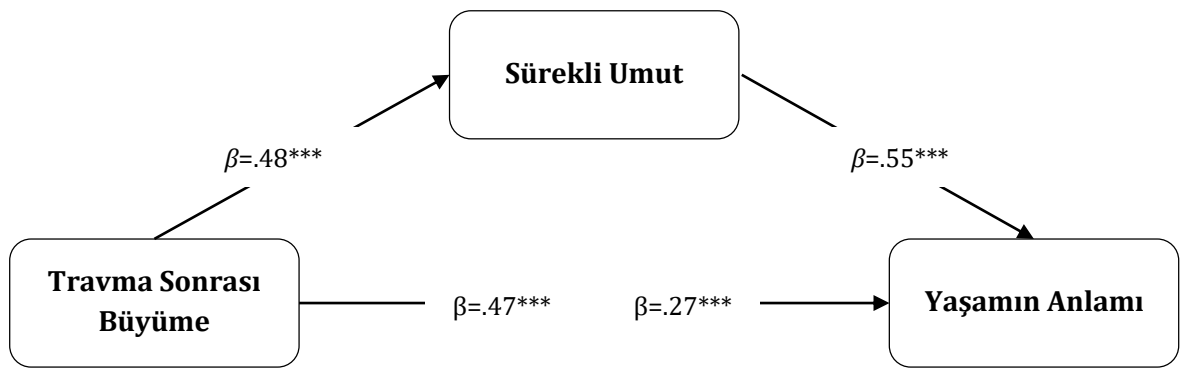 Sürekli Umut
β=.48***
β=.55***
Travma Sonrası
Büyüme
β=.47***
β=.27***
Yaşamın Anlamı